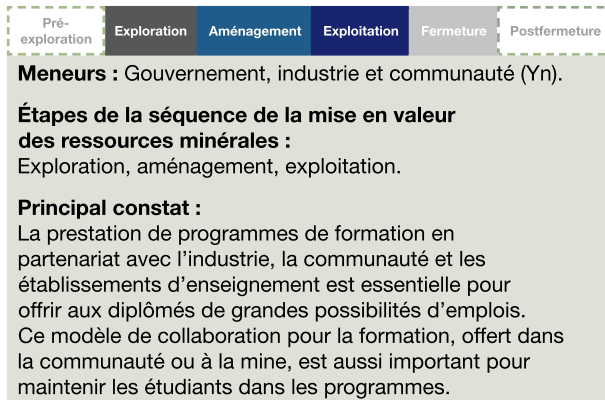 Pré-
exploration
Exploration
Aménagement
Exploitation
Fermeture
Postfermeture
Meneurs : Gouvernement, industrie et communauté (Yn).
Étapes de la séquence de la mise en valeur
des ressources minérales :
Exploration, aménagement, exploitation.
Principal constat :
La prestation de programmes de formation en
partenariat avec l'industrie, la communauté et les
établissements d'enseignement est essentielle pour
offrir aux diplômés de grandes possibilités d'emplois.
Ce modèle de collaboration pour la formation, offert dans
la communauté ou à la mine, est aussi important pour
maintenir les étudiants dans les programmes.